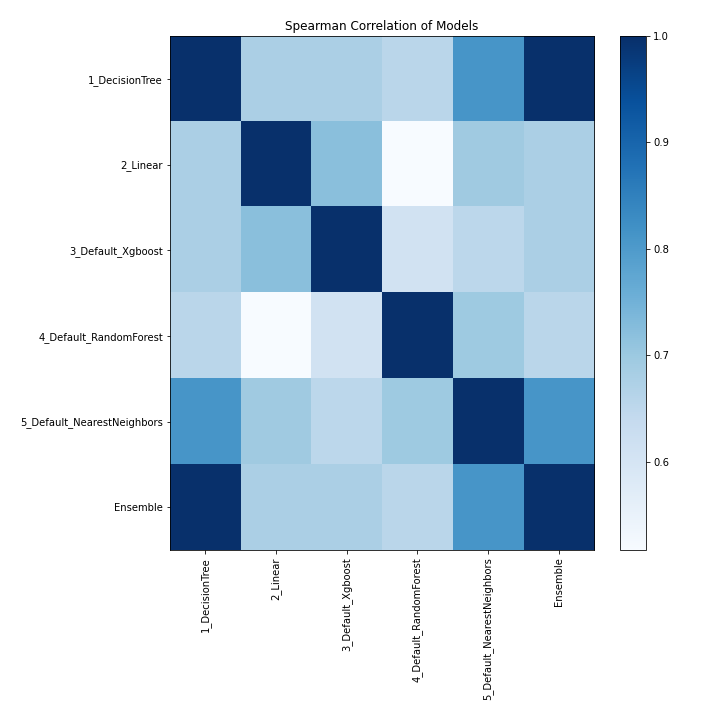 Spearman Correlation of Models
1_DecisionTree
2_Linear
3_Default_Xgboost
4_Default_RandomForest
5_Default_NearestNeighbors
Ensemble
1_DecisionTree
2_Linear
3_Default_Xgboost
4_Default_RandomForest
5_Default_NearestNeighbors
Ensemble
1.0
0.9
0.8
0.7
0.6